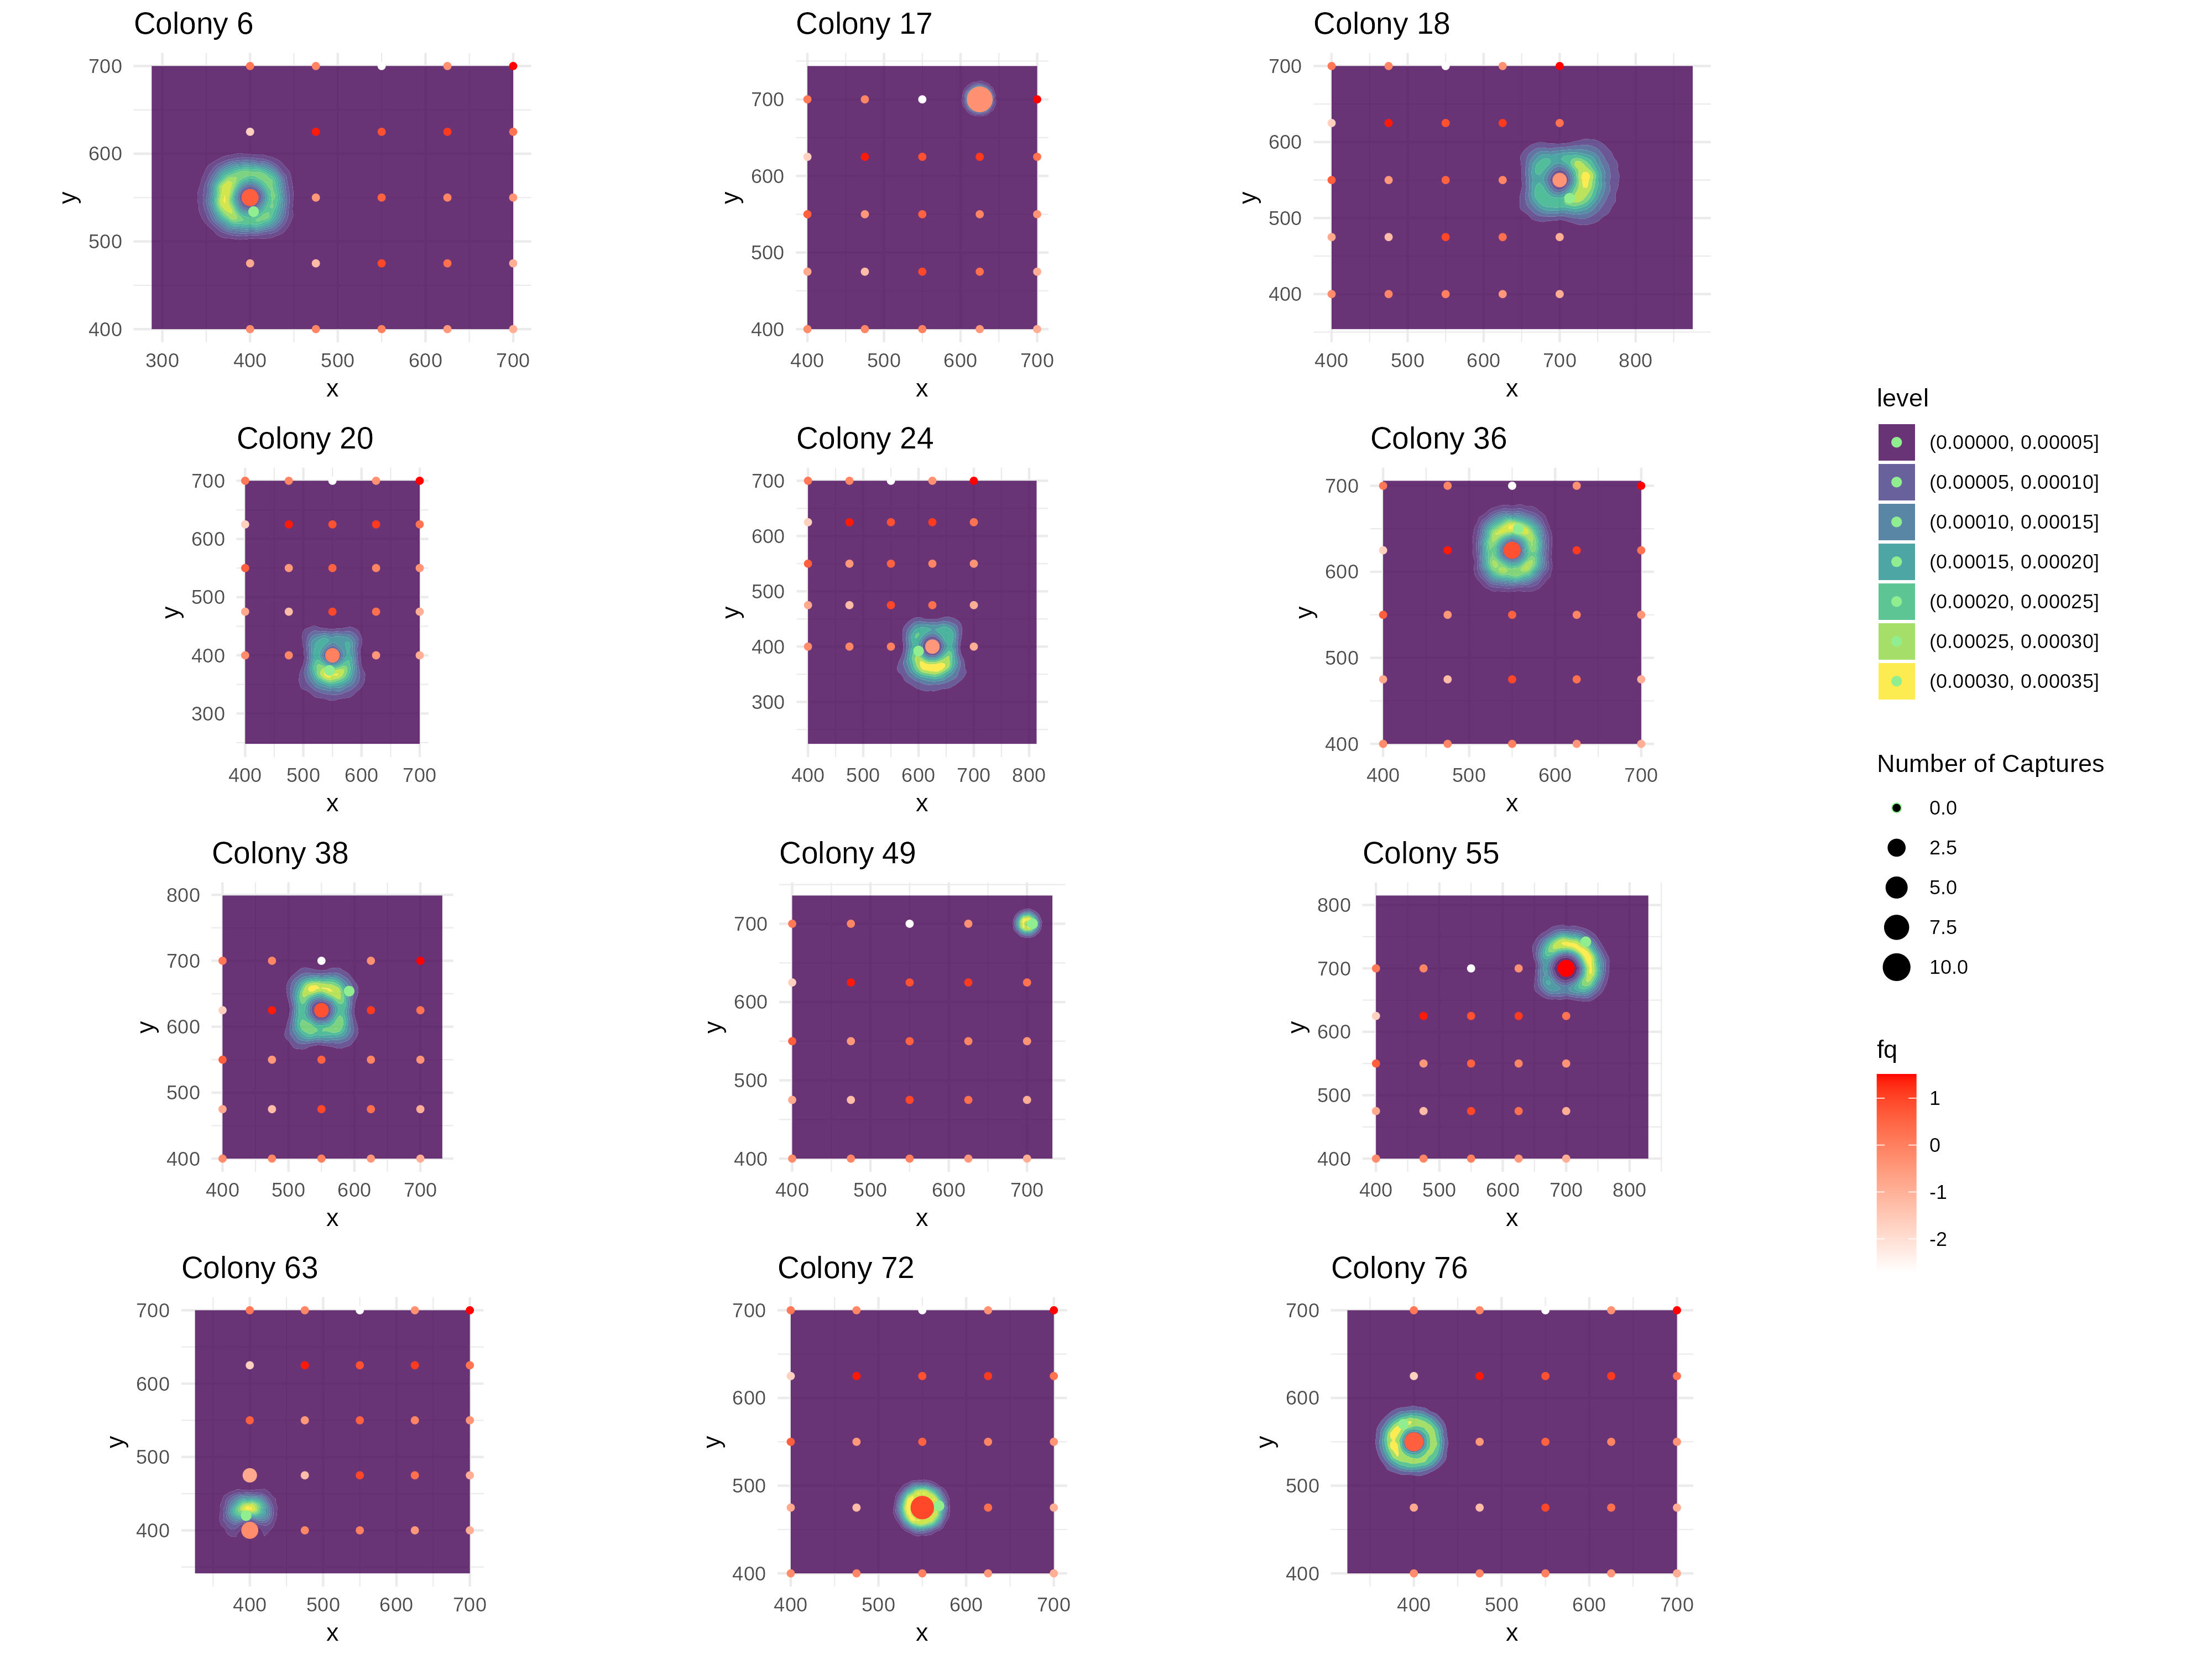 Colony 6
Colony 17
Colony 18
y
700
600
500
400
300 400 500 600 700
x
y
700
600
500
400
400 500 600 700
x
y
700
600
500
400
400 500 600 700 800
x
Colony 20
Colony 24
Colony 36
y
700
600
500
400
300
400 500 600 700
x
y
700
600
500
400
300
400 500 600 700 800
x
y
700
600
500
400
400 500 600 700
x
Colony 38
Colony 49
Colony 55
y
800
700
600
500
400
400 500 600 700
x
y
700
600
500
400
400 500 600 700
x
y
800
700
600
500
400
400 500 600 700 800
x
Colony 63
Colony 72
Colony 76
y
700
600
500
400
400 500 600 700
x
y
700
600
500
400
400 500 600 700
x
y
700
600
500
400
400 500 600 700
x
level
(0.00000, 0.00005]
(0.00005, 0.00010]
(0.00010, 0.00015]
(0.00015, 0.00020]
(0.00020, 0.00025]
(0.00025, 0.00030]
(0.00030, 0.00035]
Number of Captures
0.0
2.5
5.0
7.5
10.0
fq
1
0
-1
-2